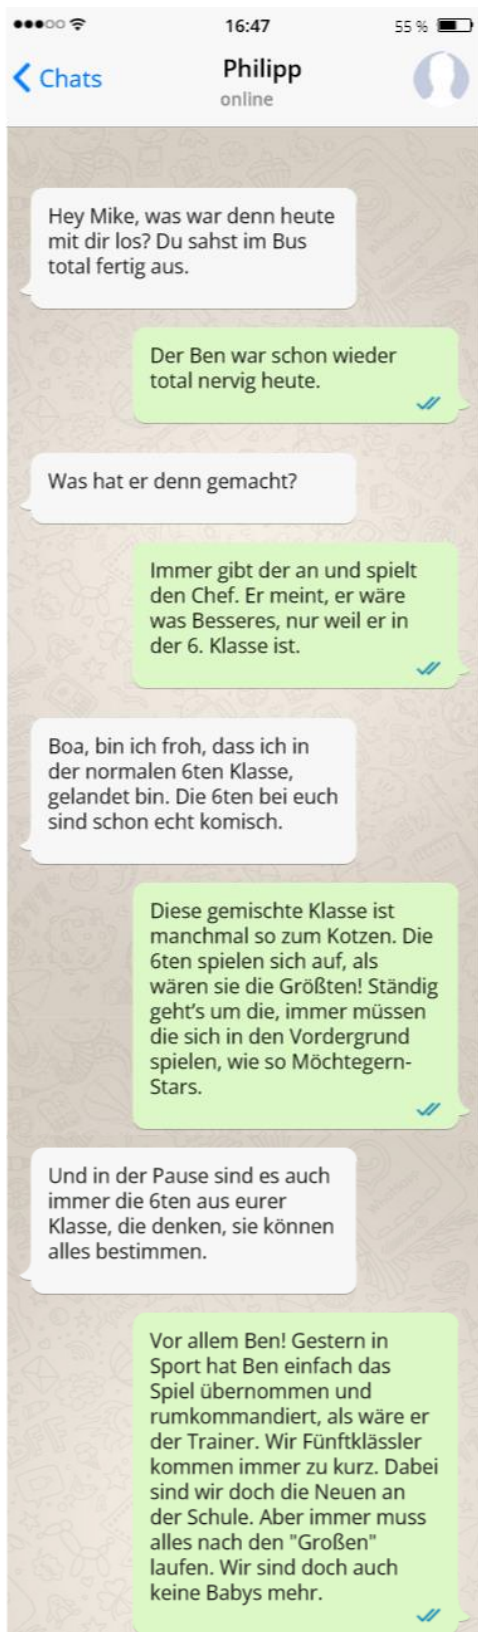 16:47
55 %
Chats
Philipp
online
Hey Mike, was war denn heute
mit dir los? Du sahst im Bus
total fertig aus.
Der Ben war schon wieder
total nervig heute.
Was hat er denn gemacht?
Immer gibt der an und spielt
den Chef. Er meint, er wäre
was Besseres, nur weil er in
der 6. Klasse ist.
Boa, bin ich froh, dass ich in
der normalen 6ten Klasse,
gelandet bin. Die 6ten bei euch
sind schon echt komisch.
Diese gemischte Klasse ist
manchmal so zum Kotzen. Die
6ten spielen sich auf, als
wären sie die Größten! Ständig
geht’s um die, immer müssen
die sich in den Vordergrund
spielen, wie so Möchtegern-
Stars.
Und in der Pause sind es auch
immer die 6ten aus eurer
Klasse, die denken, sie können
alles bestimmen.
Vor allem Ben! Gestern in
Sport hat Ben einfach das
Spiel übernommen und
rumkommandiert, als wäre er
der Trainer. Wir Fünftklässler
kommen immer zu kurz. Dabei
sind wir doch die Neuen an
der Schule. Aber immer muss
alles nach den "Großen"
laufen. Wir sind doch auch
keine Babys mehr.